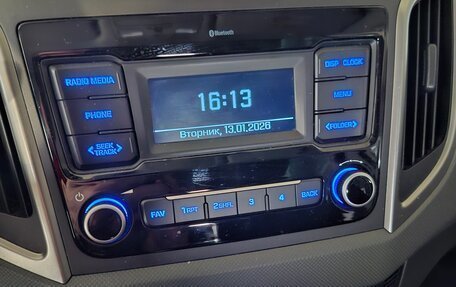 Bluetooth
RADIO MEDIA
DISP CLOCK
16:13
MENU
PHONE
Вторник, 13.01.2026
<FOLDER>
<SEEK
TRACK>
FAV 1RPT 2SHFL 3 4 BACK